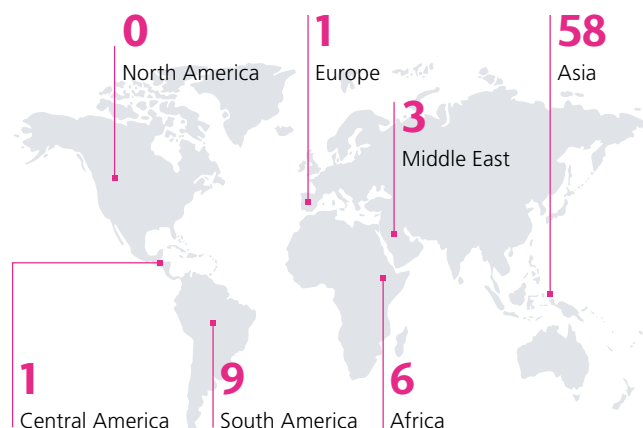 0
North America
1
Europe
58
Asia
3
Middle East
1
Central America
9
South America
6
Africa